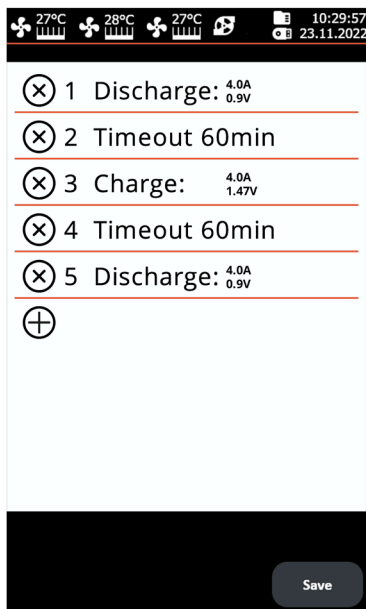 27°C 28°C 27°C 10:29:57
23.11.2022
1 Discharge: 4.0A
0.9V
2 Timeout 60min
3 Charge: 4.0A
1.47V
4 Timeout 60min
5 Discharge: 4.0A
0.9V
Save